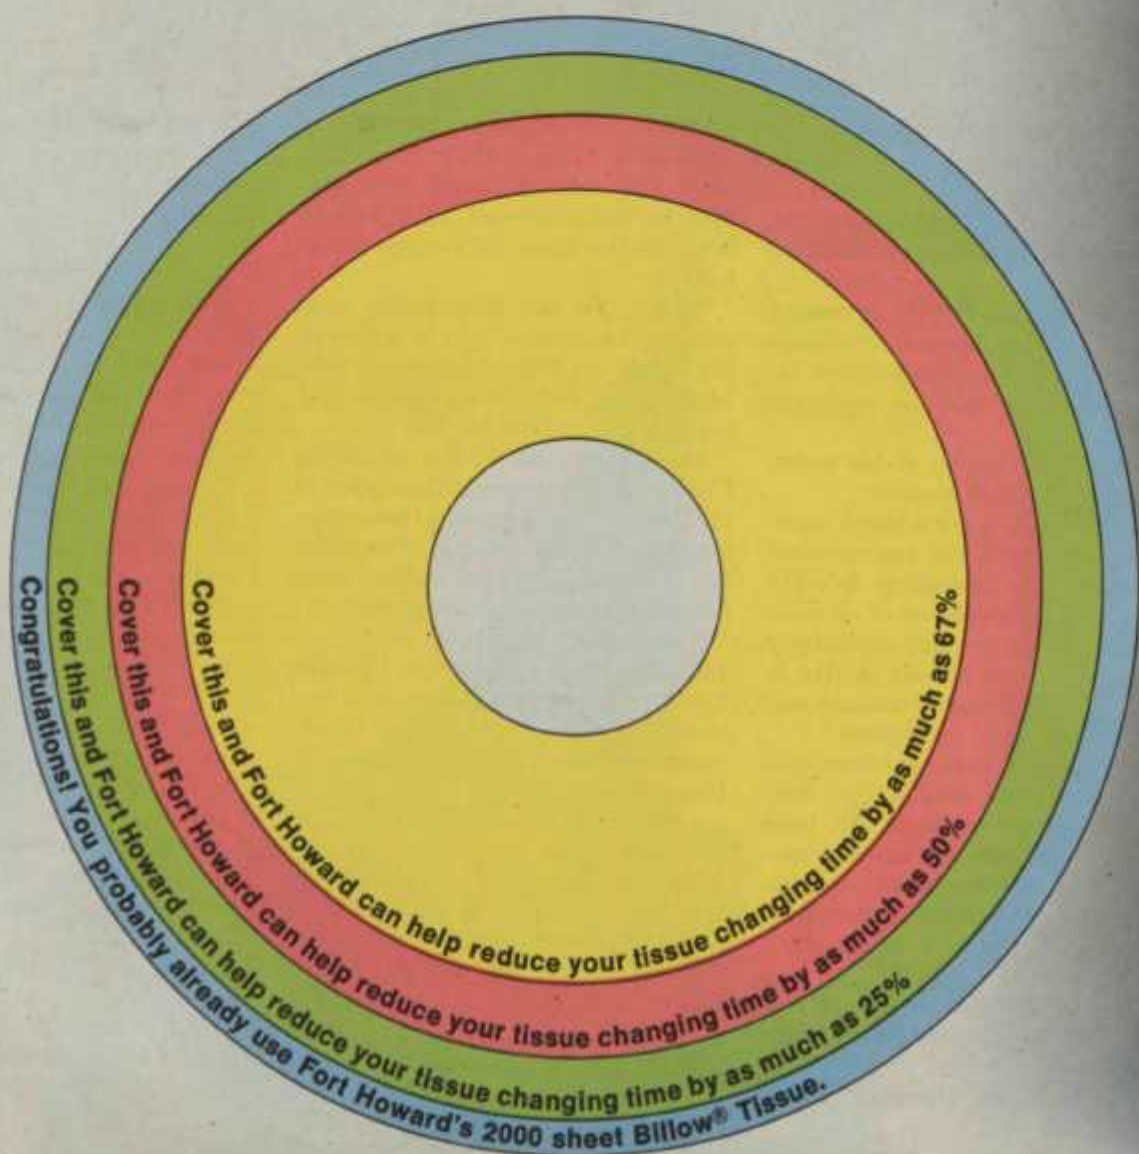 Cover this and Fort Howard can help reduce your tissue changing time by as much as 67%
Cover this and Fort Howard can help reduce your tissue changing time by as much as 50%
Cover this and Fort Howard can help reduce your tissue changing time by as much as 25%
Congratulations! You probably already use Fort Howard's 2000 sheet Billow® Tissue.